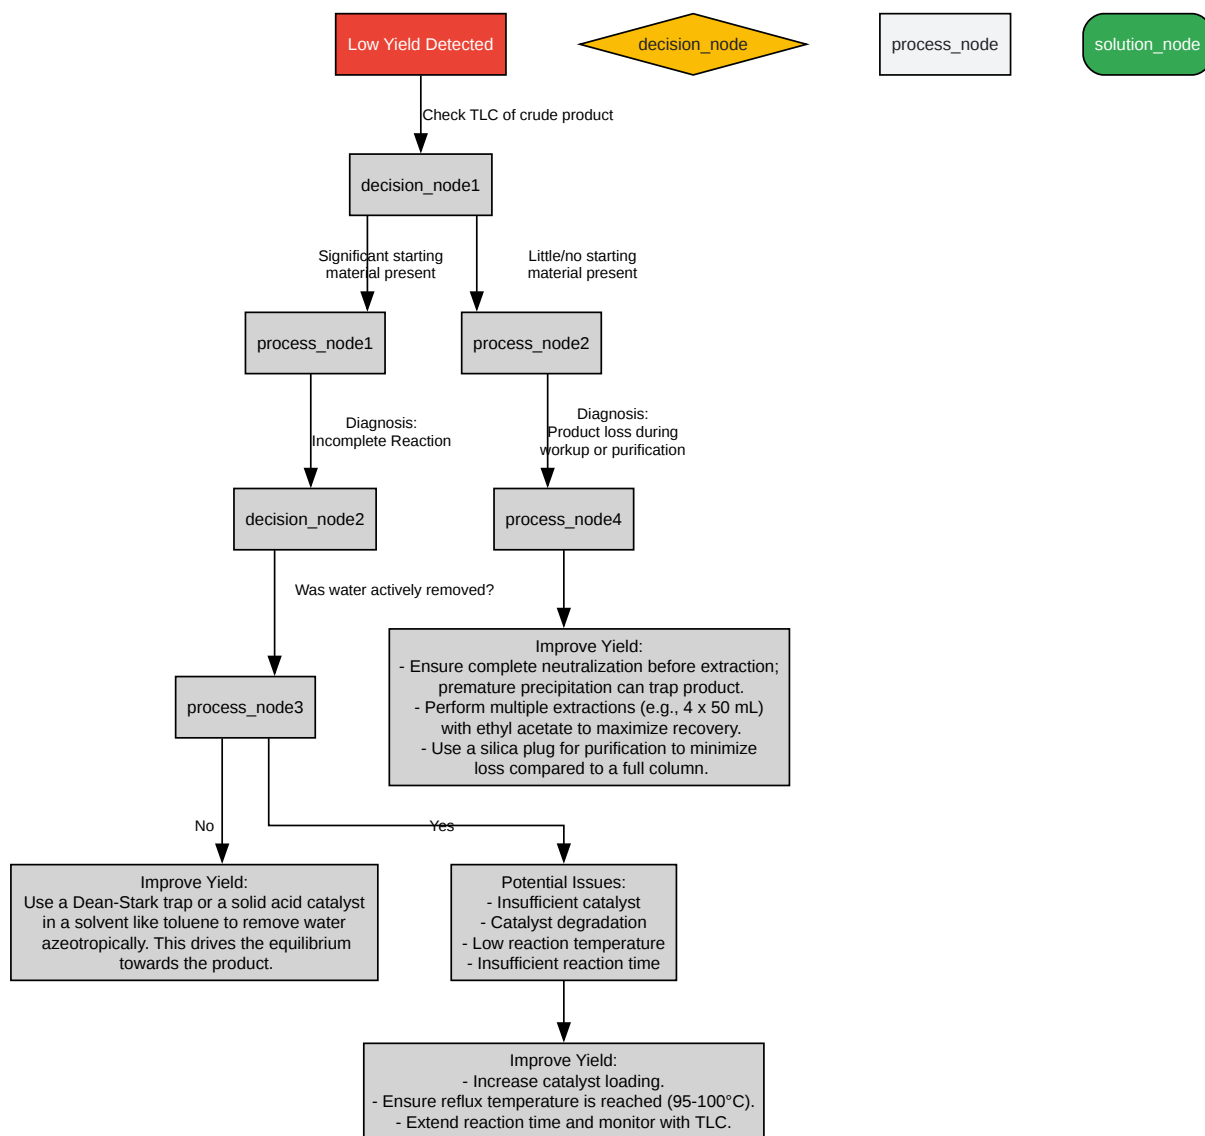 Low Yield Detected
decision_node
process_node
solution_node
Check TLC of crude product
decision_node1
Significant starting
material present
Little/no starting
material present
process_node1
process_node2
Diagnosis:
Incomplete Reaction
Diagnosis:
Product loss during
workup or purification
decision_node2
process_node4
Was water actively removed?
Improve Yield:
- Ensure complete neutralization before extraction;
premature precipitation can trap product.
- Perform multiple extractions (e.g., 4 x 50 mL)
with ethyl acetate to maximize recovery.
- Use a silica plug for purification to minimize
loss compared to a full column.
process_node3
No
Yes
Improve Yield:
Use a Dean-Stark trap or a solid acid catalyst
in a solvent like toluene to remove water
azeotropically. This drives the equilibrium
towards the product.
Potential Issues:
- Insufficient catalyst
- Catalyst degradation
- Low reaction temperature
- Insufficient reaction time
Improve Yield:
- Increase catalyst loading.
- Ensure reflux temperature is reached (95-100°C).
- Extend reaction time and monitor with TLC.